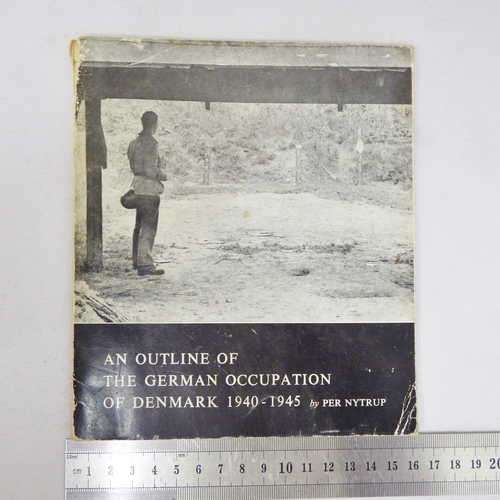 AN OUTLINE OF
THE GERMAN OCCUPATION
OF DENMARK 1940-1945 by PER NYTRUP
cm 1 2 3 4 5 6 7 8 9 10 11 12 13 14 15 16 17 18 19 20